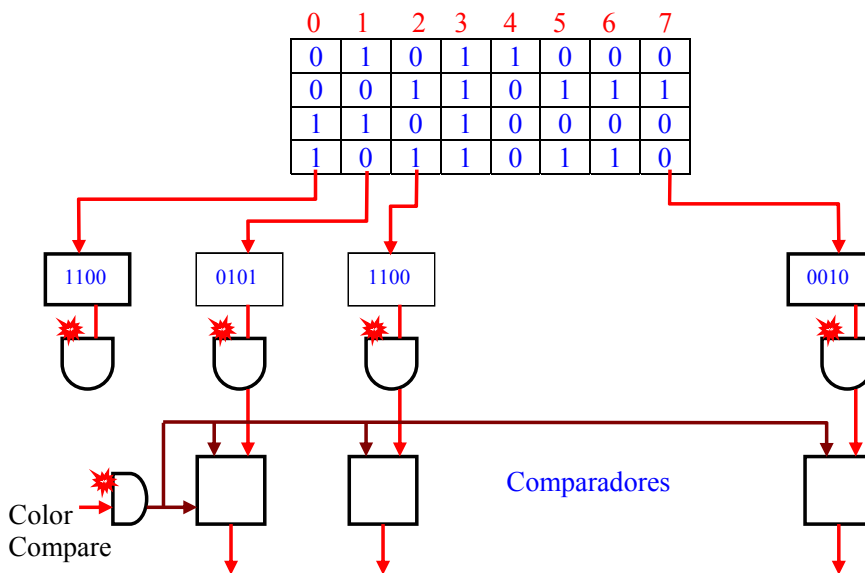 0 1 2 3 4 5 6 7
0 1 0 1 1 0 0 0
0 0 1 1 0 1 1 1
1 1 0 1 0 0 0 0
1 0 1 1 0 1 1 0
1100 0101 1100 0010
Comparadores
Color
Compare